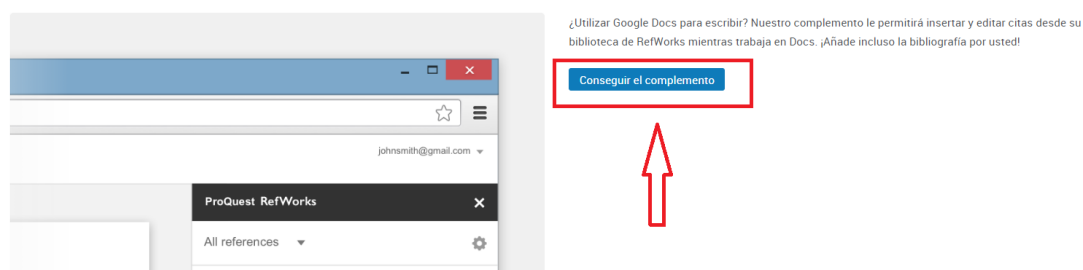 ¿Utilizar Google Docs para escribir? Nuestro complemento le permitirá insertar y editar citas desde su
biblioteca de RefWorks mientras trabaja en Docs. ¡Añade incluso la bibliografía por usted!
Conseguir el complemento
johnsmith@gmail.com
ProQuest RefWorks
All references